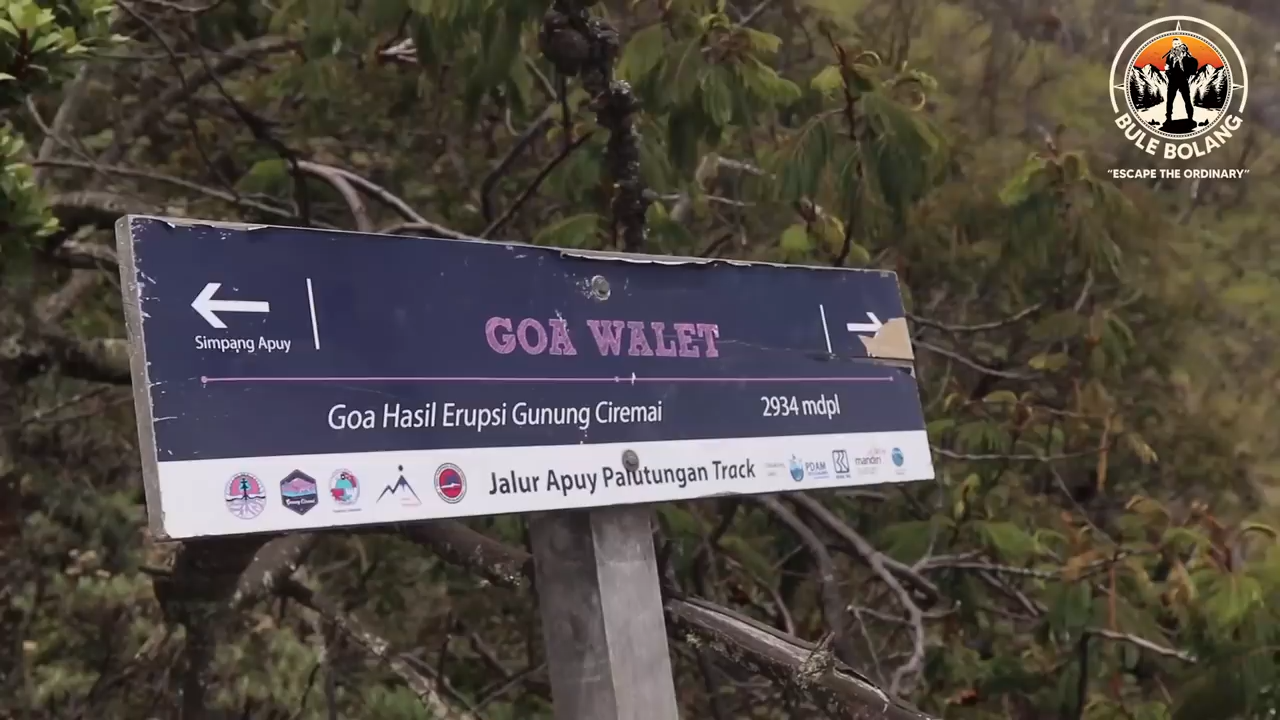 BULE BOLANG
"ESCAPE THE ORDINARY"
Simpang Apuy
GOA WALET
Goa Hasil Erupsi Gunung Ciremai
2934 mdpl
Jalur Apuy Palutungan Track
PDAM
mandiri